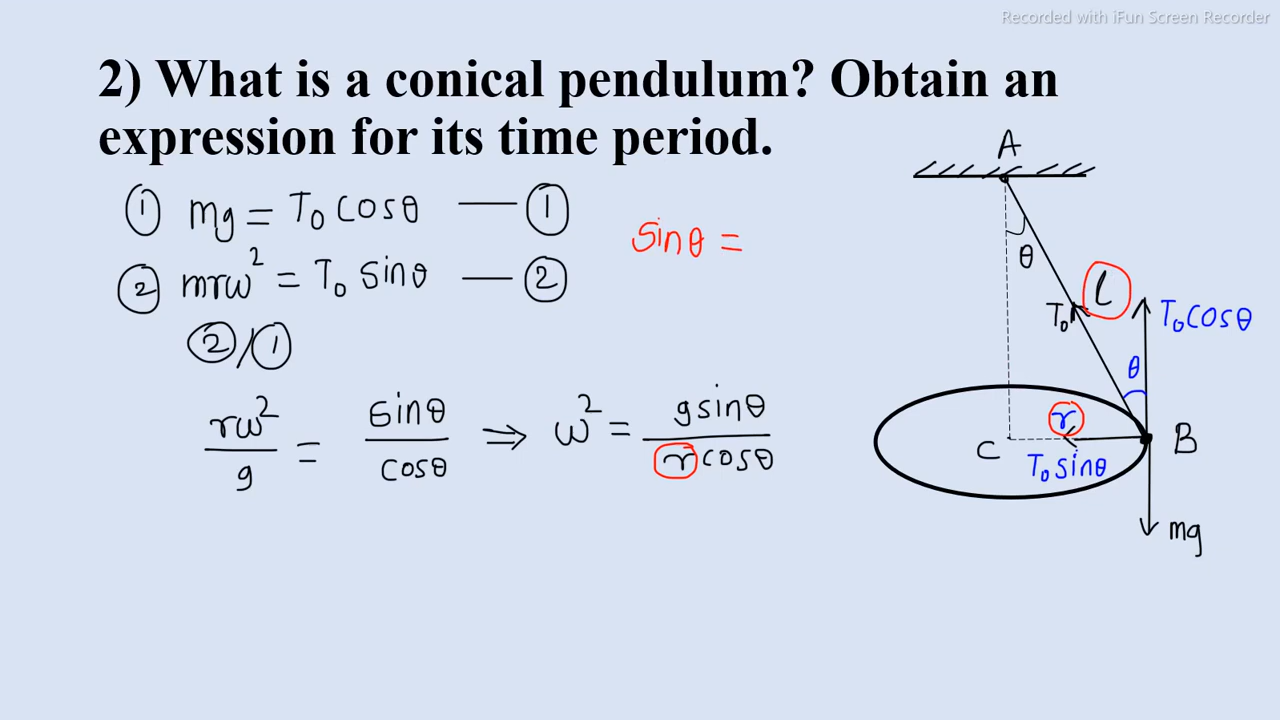 Recorded with iFun Screen Recorder
2) What is a conical pendulum? Obtain an
expression for its time period.
① mg = T₀ cosθ — ①
② mrω² = T₀ sinθ — ②
②/①
rω²/g = sinθ/cosθ ⇒ ω² = gsinθ/rcosθ
sinθ =
A
θ
T₀
l
T₀cosθ
θ
r
C
B
T₀sinθ
mg